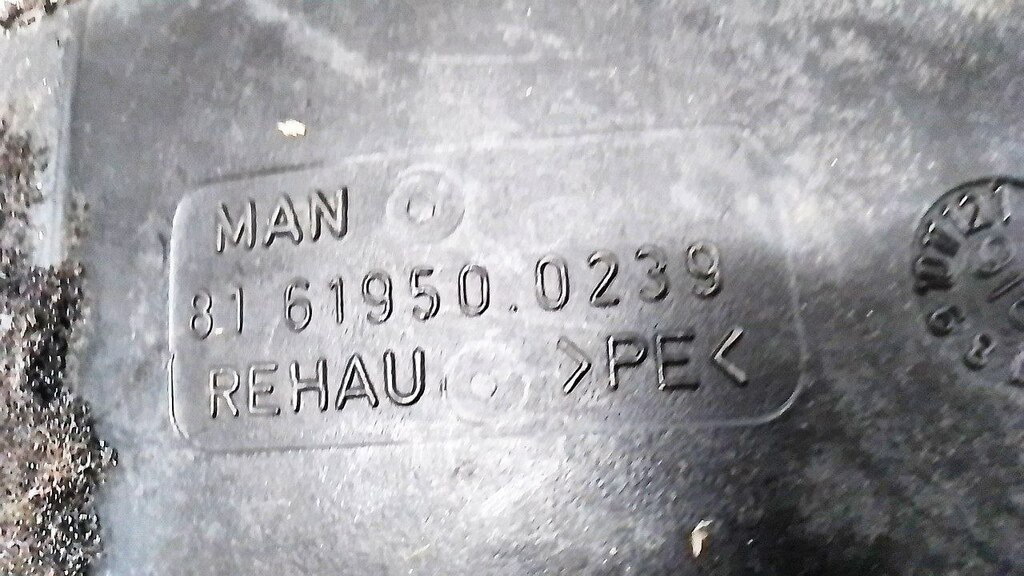 MAN
81 61950.0239
REHAU >PE<